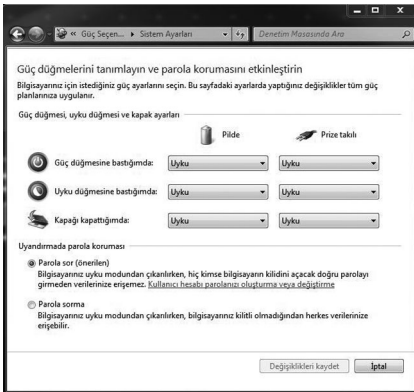 « Güç Seçen... ▸ Sistem Ayarları
Denetim Masasında Ara
Güç düğmelerini tanımlayın ve parola korumasını etkinleştirin
Bilgisayarınız için istediğiniz güç ayarlarını seçin. Bu sayfadaki ayarlarda yaptığınız değişiklikler tüm güç
planlarınıza uygulanır.
Güç düğmesi, uyku düğmesi ve kapak ayarları
Pilde Prize takılı
Güç düğmesine bastığımda: Uyku Uyku
Uyku düğmesine bastığımda: Uyku Uyku
Kapağı kapattığımda: Uyku Uyku
Uyandırmada parola koruması
Parola sor (önerilen)
Bilgisayarınız uyku modundan çıkarılırken, hiç kimse bilgisayarın kilidini açacak doğru parolayı
girmeden verilerinize erişemez. Kullanıcı hesabı parolanızı oluşturma veya değiştirme
Parola sorma
Bilgisayarınız uyku modundan çıkarılırken, bilgisayarınız kilitli olmadığından herkes verilerinize
erişebilir.
Değişiklikleri kaydet İptal